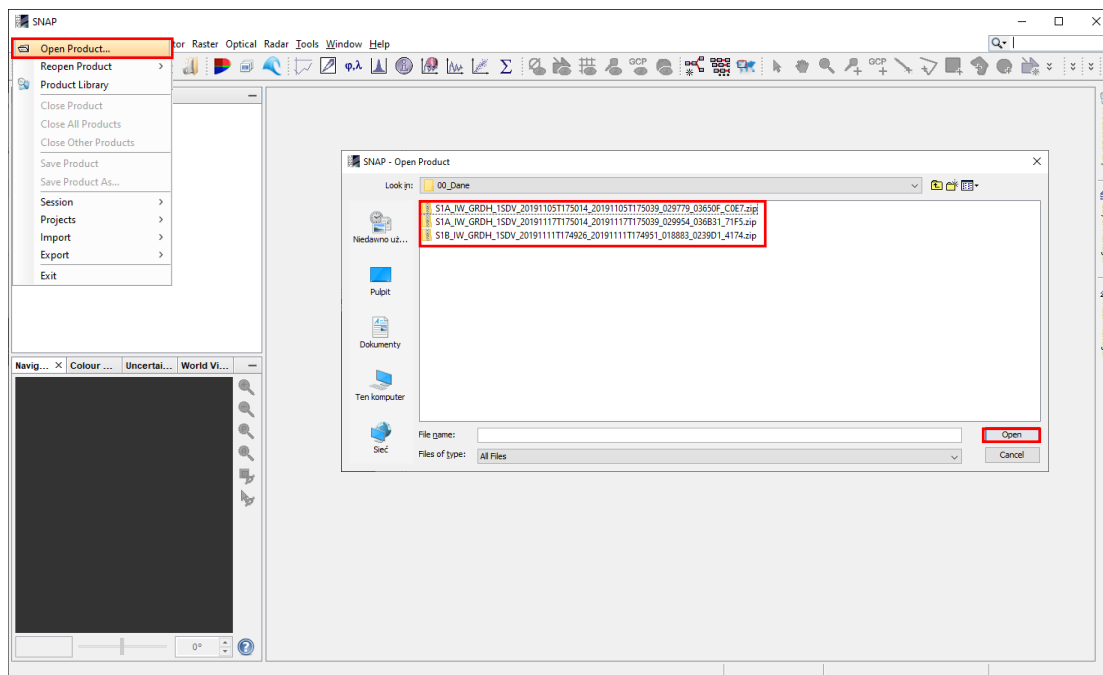 SNAP
Open Product...
tor Raster Optical Radar Tools Window Help
Reopen Product
Product Library
Close Product
Close All Products
Close Other Products
Save Product
Save Product As...
Session
Projects
Import
Export
Exit
φ,λ
Σ
GCP
GCP
SNAP - Open Product
Look in:
00_Dane
S1A_IW_GRDH_1SDV_20191105T175014_20191105T175039_029779_03650F_C0E7.zip
S1A_IW_GRDH_1SDV_20191117T175014_20191117T175039_029954_036B31_71F5.zip
S1B_IW_GRDH_1SDV_20191111T174926_20191111T174951_018883_0239D1_4174.zip
Niedawno uż...
Pulpit
Dokumenty
Ten komputer
Sieć
File name:
Open
Files of type:
All Files
Cancel
Navig... Colour ... Uncertai... World Vi...
0°